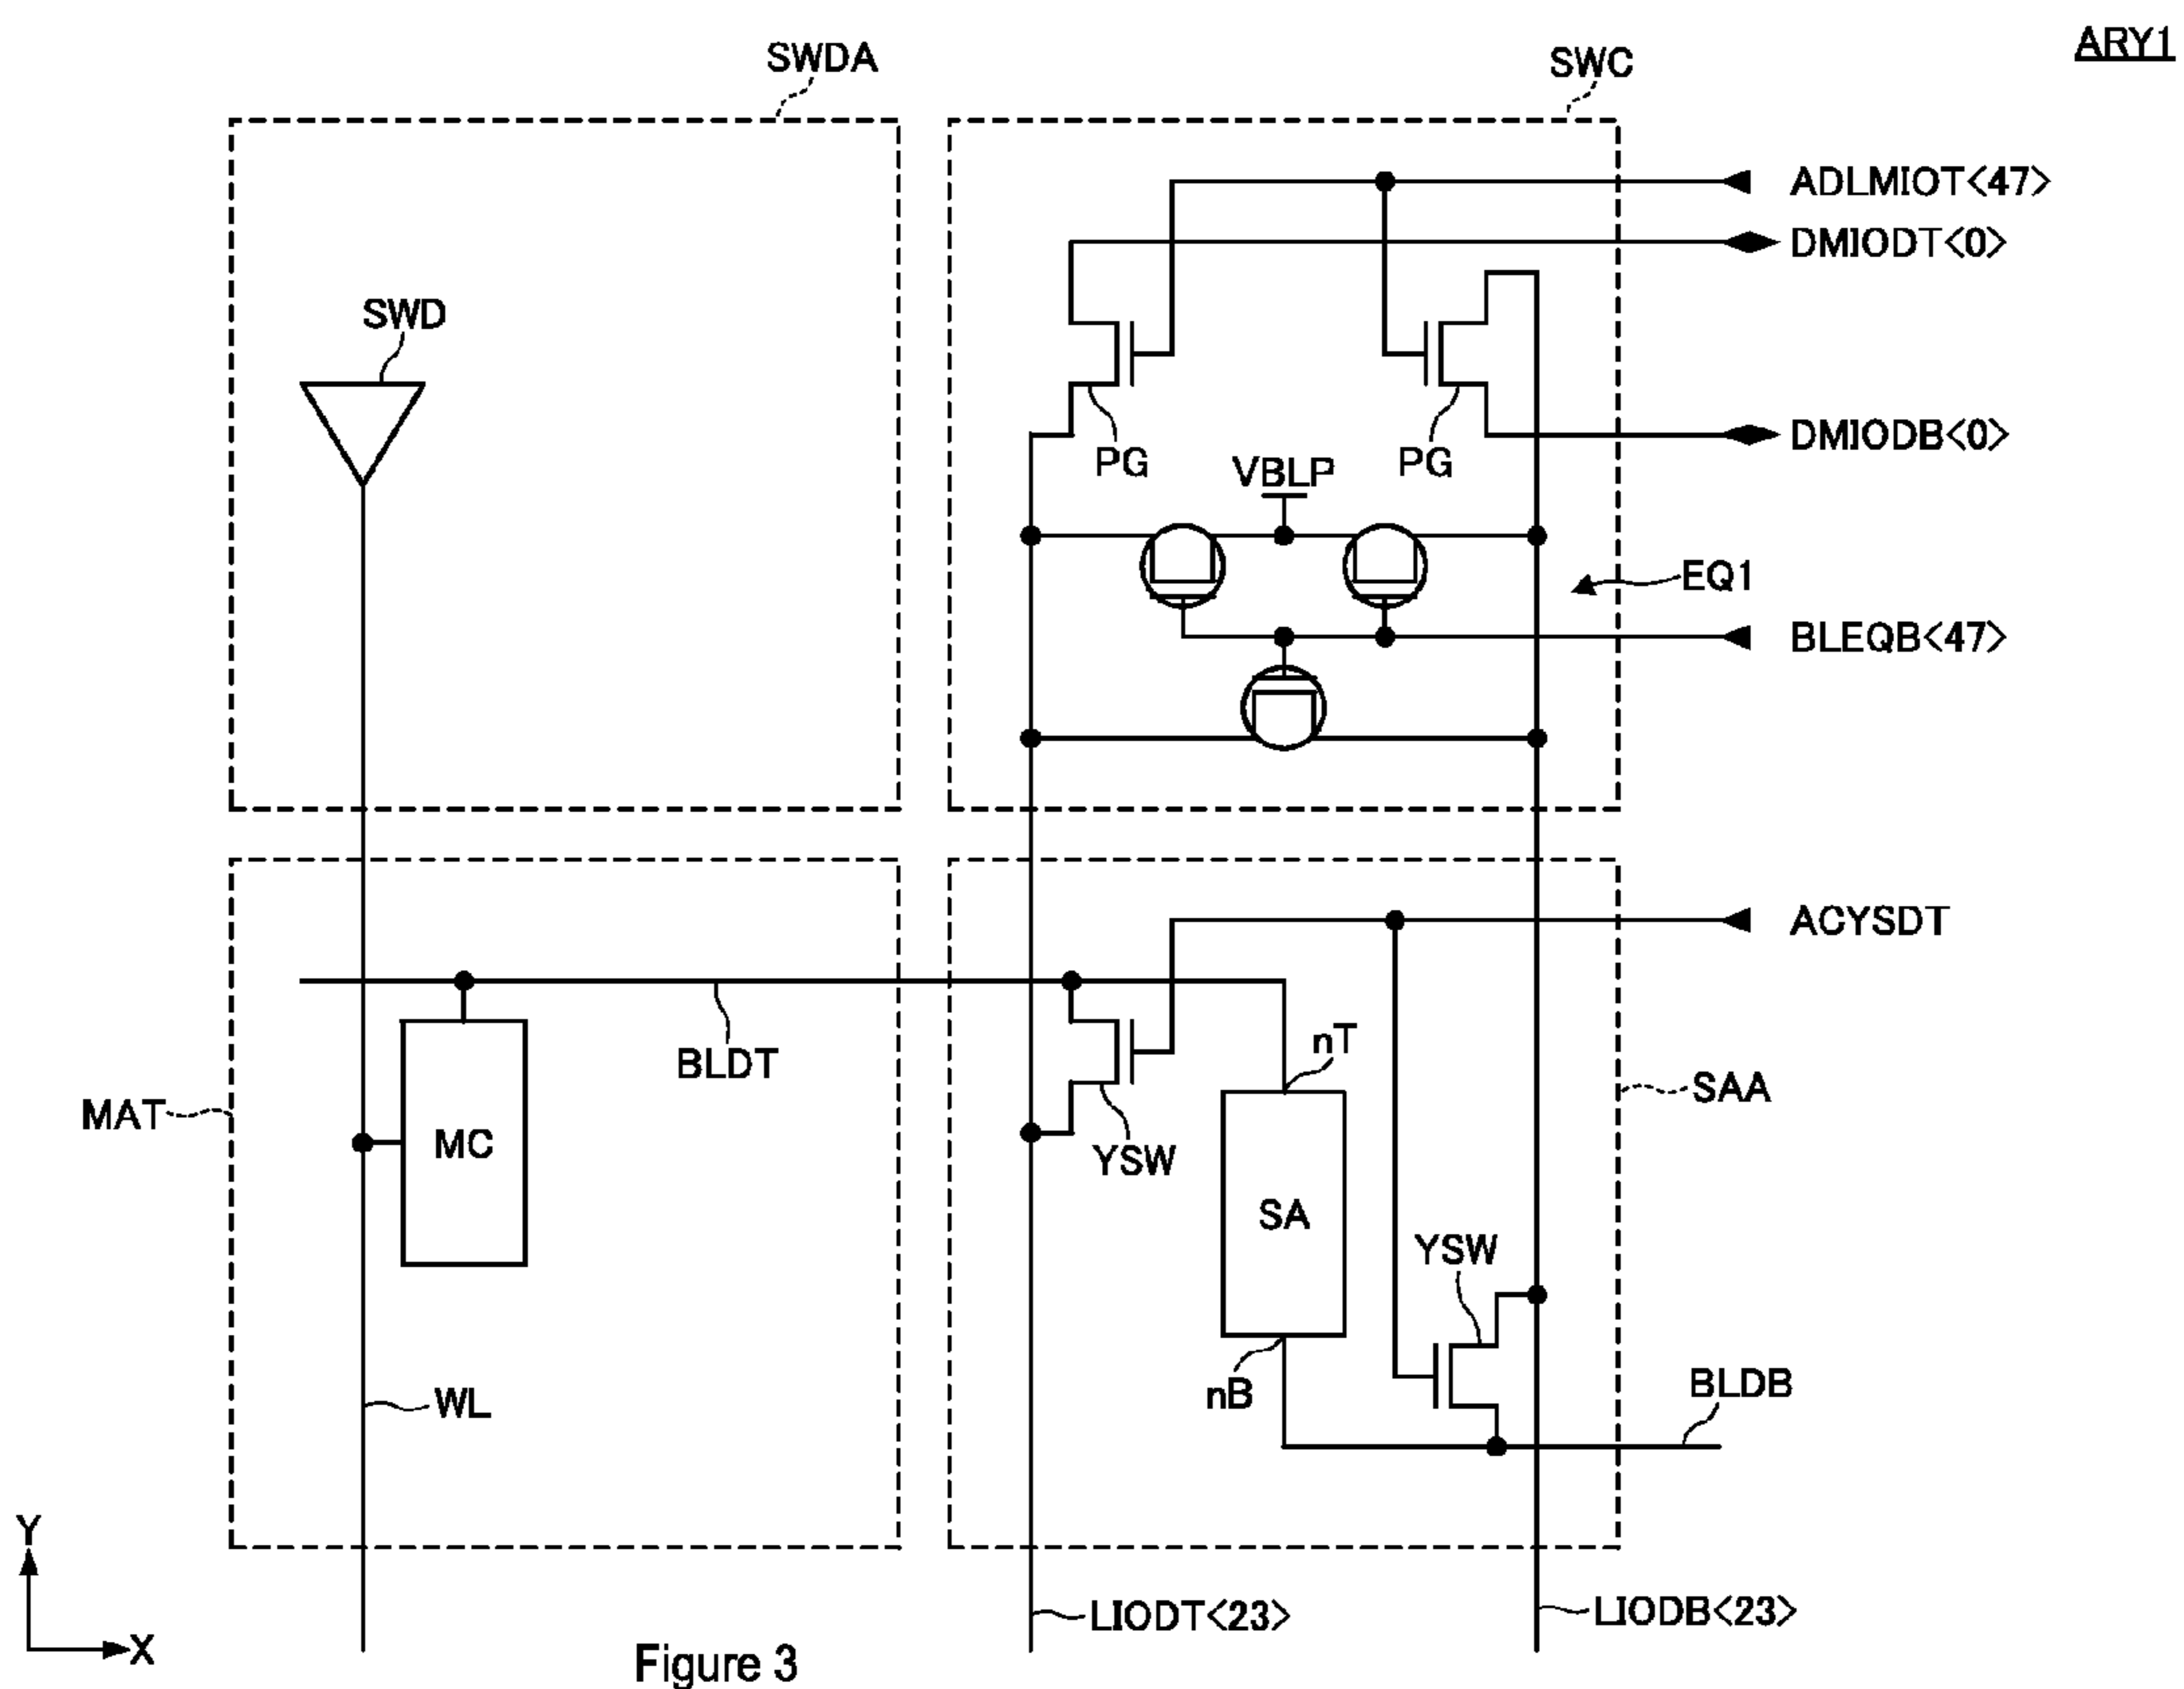 ARY1
SWDA
SWC
ADLMIOT<47>
DMIODT<0>
SWD
PG
PG
DMIODB<0>
VBLP
EQ1
BLEQB<47>
ACYSDT
BLDT
nT
MAT
MC
YSW
SAA
SA
YSW
nB
BLDB
WL
Y
X
LIODT<23>
LIODB<23>
Figure 3